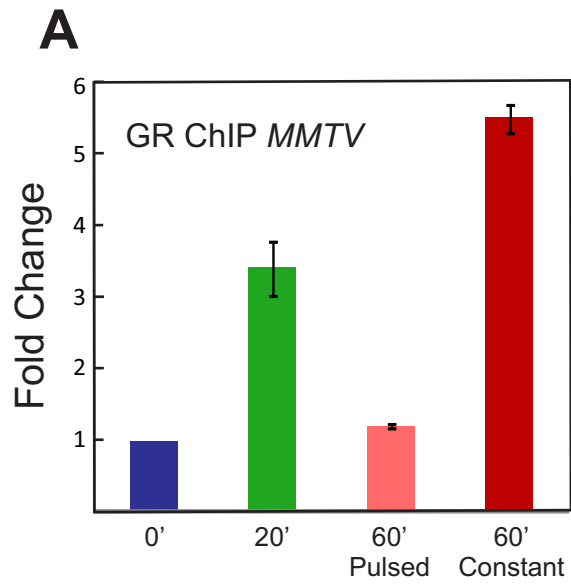 A
GR ChIP MMTV
Fold Change
6
5
4
3
2
1
0’
20’
60’
Pulsed
60’
Constant